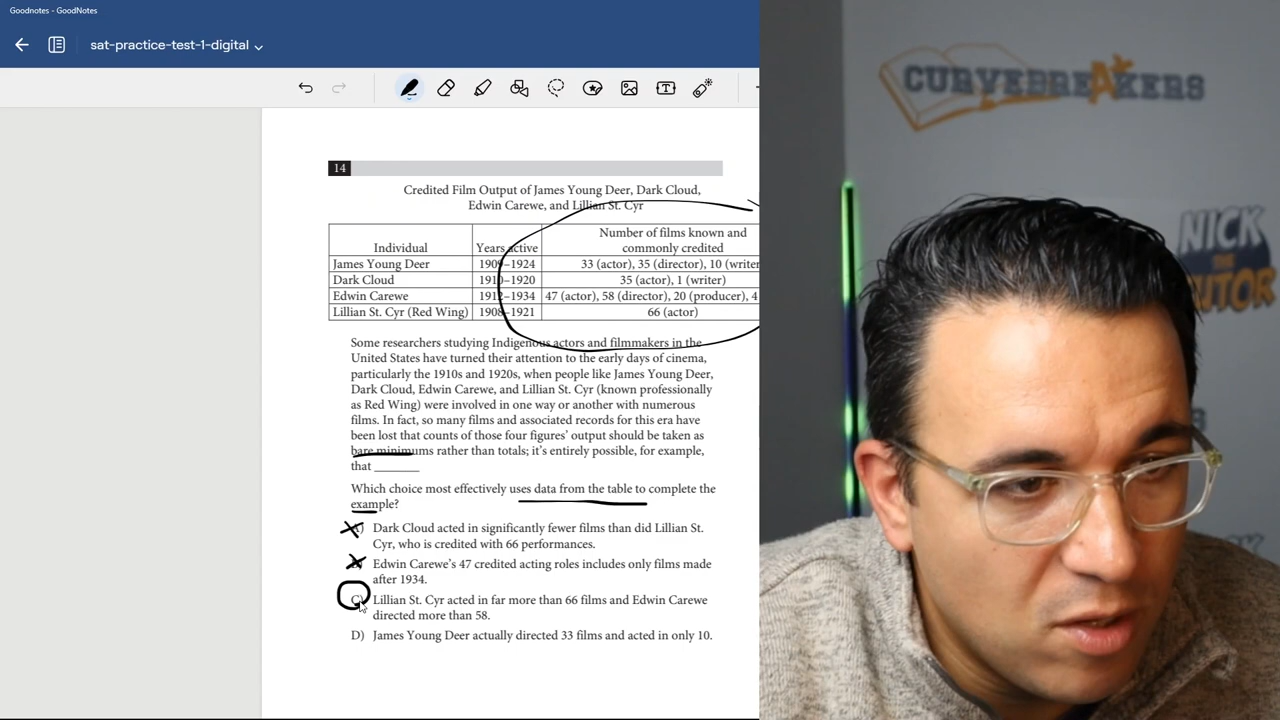 Goodnotes - GoodNotes
sat-practice-test-1-digital
CURVEBREAKERS
14
Credited Film Output of James Young Deer, Dark Cloud,
Edwin Carewe, and Lillian St. Cyr
Number of films known and
Individual Years active commonly credited
James Young Deer 1909–1924 33 (actor), 35 (director), 10 (writer
Dark Cloud 1910–1920 35 (actor), 1 (writer)
Edwin Carewe 1912–1934 47 (actor), 58 (director), 20 (producer), 4
Lillian St. Cyr (Red Wing) 1908–1921 66 (actor)
NICK
THE
TUTOR
Some researchers studying Indigenous actors and filmmakers in the
United States have turned their attention to the early days of cinema,
particularly the 1910s and 1920s, when people like James Young Deer,
Dark Cloud, Edwin Carewe, and Lillian St. Cyr (known professionally
as Red Wing) were involved in one way or another with numerous
films. In fact, so many films and associated records for this era have
been lost that counts of those four figures’ output should be taken as
bare minimums rather than totals; it’s entirely possible, for example,
that _______
Which choice most effectively uses data from the table to complete the
example?
A) Dark Cloud acted in significantly fewer films than did Lillian St.
Cyr, who is credited with 66 performances.
B) Edwin Carewe’s 47 credited acting roles includes only films made
after 1934.
C) Lillian St. Cyr acted in far more than 66 films and Edwin Carewe
directed more than 58.
D) James Young Deer actually directed 33 films and acted in only 10.